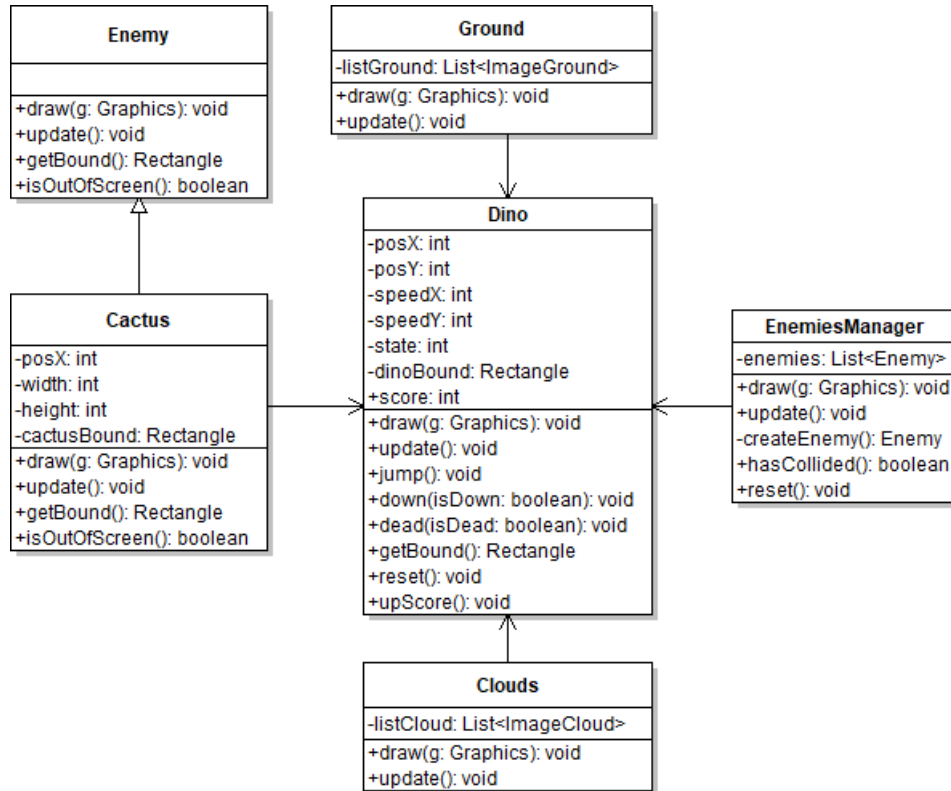 Enemy
+draw(g: Graphics): void
+update(): void
+getBound(): Rectangle
+isOutOfScreen(): boolean
Ground
-listGround: List<ImageGround>
+draw(g: Graphics): void
+update(): void
Cactus
-posX: int
-width: int
-height: int
-cactusBound: Rectangle
+draw(g: Graphics): void
+update(): void
+getBound(): Rectangle
+isOutOfScreen(): boolean
Dino
-posX: int
-posY: int
-speedX: int
-speedY: int
-state: int
-dinoBound: Rectangle
+score: int
+draw(g: Graphics): void
+update(): void
+jump(): void
+down(isDown: boolean): void
+dead(isDead: boolean): void
+getBound(): Rectangle
+reset(): void
+upScore(): void
EnemiesManager
-enemies: List<Enemy>
+draw(g: Graphics): void
+update(): void
-createEnemy(): Enemy
+hasCollided(): boolean
+reset(): void
Clouds
-listCloud: List<ImageCloud>
+draw(g: Graphics): void
+update(): void